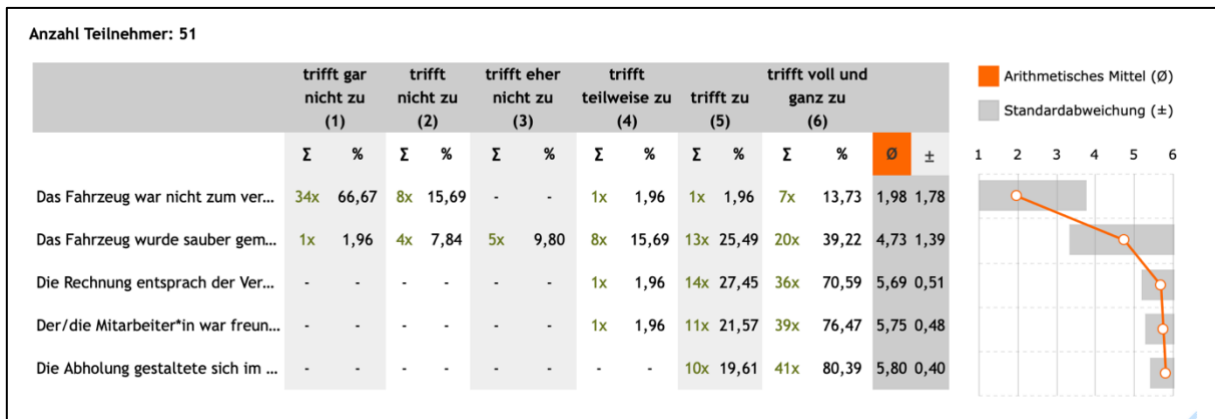 Anzahl Teilnehmer: 51
trifft gar nicht zu (1) trifft nicht zu (2) trifft eher nicht zu (3) trifft teilweise zu (4) trifft zu (5) trifft voll und ganz zu (6)
Arithmetisches Mittel (Ø)
Standardabweichung (±)
Σ % Σ % Σ % Σ % Σ % Σ % Ø ± 1 2 3 4 5 6
Das Fahrzeug war nicht zum ver... 34x 66,67 8x 15,69 - - 1x 1,96 1x 1,96 7x 13,73 1,98 1,78
Das Fahrzeug wurde sauber gem... 1x 1,96 4x 7,84 5x 9,80 8x 15,69 13x 25,49 20x 39,22 4,73 1,39
Die Rechnung entsprach der Ver... - - - - - - 1x 1,96 14x 27,45 36x 70,59 5,69 0,51
Der/die Mitarbeiter*in war freun... - - - - - - 1x 1,96 11x 21,57 39x 76,47 5,75 0,48
Die Abholung gestaltete sich im ... - - - - - - - - 10x 19,61 41x 80,39 5,80 0,40